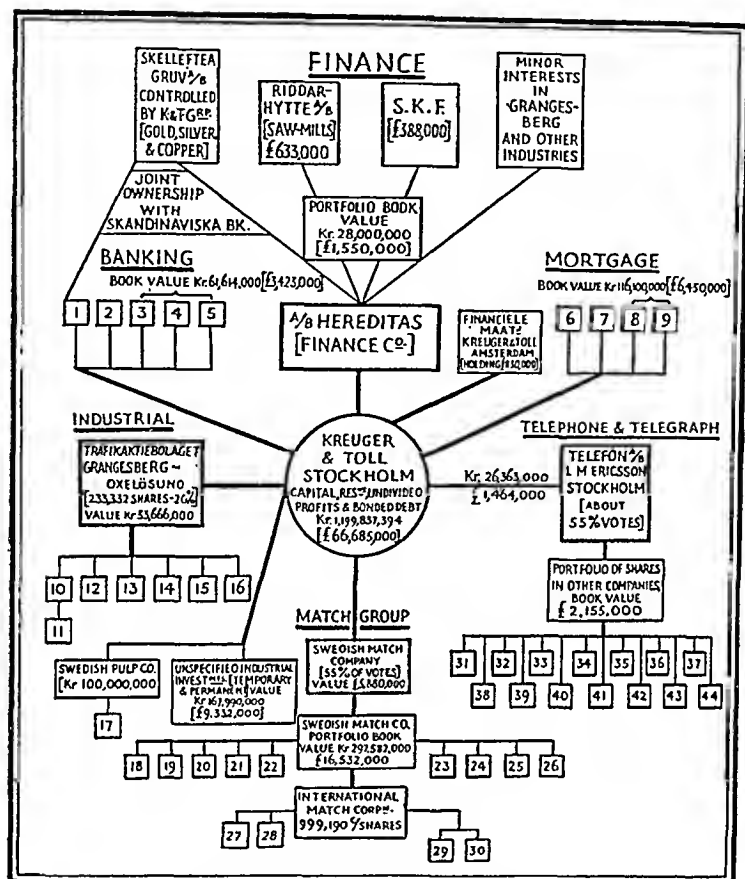 FINANCE
SKELLEFTEA
GRUV A/B
CONTROLLED
BY K&T GRP.
[GOLD, SILVER,
& COPPER]
RIDDAR-
HYTTE A/B
[SAW-MILLS]
£633,000
S.K.F.
[£388,000]
MINOR
INTERESTS
IN
GRANGES-
BERG
AND OTHER
INDUSTRIES
JOINT
OWNERSHIP
WITH
SKANDINAVISKA BK.
PORTFOLIO BOOK
VALUE
Kr. 28,000,000
[£1,550,000]
BANKING
BOOK VALUE Kr.61,614,000 [£3,423,000]
1 2 3 4 5
A/B HEREDITAS
[FINANCE CO.]
FINANCIELE
MAATS
KREUGER & TOLL
AMSTERDAM
MORTGAGE
BOOK VALUE Kr 116,100,000 [£6,450,000]
6 7 8 9
INDUSTRIAL
TRAFIKAKTIEBOLAGET
GRANGESBERG-
OXELÖSUND
[233,332 SHARES-26%]
VALUE Kr 53,666,000
10 12 13 14 15 16
11
KREUGER
& TOLL
STOCKHOLM
CAPITAL, RESVE, UNDIVIDED
PROFITS & BONDED DEBT
Kr. 1,199,837,394
[£66,685,000]
TELEPHONE & TELEGRAPH
Kr. 26,363,000
£1,464,000
TELEFON A/B
L M ERICSSON
STOCKHOLM
[ABOUT
55% VOTES]
PORTFOLIO OF SHARES
IN OTHER COMPANIES,
BOOK VALUE
£2,155,000
31 32 33 34 35 36 37
38 39 40 41 42 43 44
SWEDISH PULP CO.
[Kr 100,000,000]
17
UNSPECIFIED INDUSTRIAL
INVESTMTS [TEMPORARY
& PERMANENT] VALUE
Kr 167,990,000
[£9,332,000]
MATCH GROUP
SWEDISH MATCH
COMPANY
[55% OF VOTES]
SWEDISH MATCH CO.
PORTFOLIO BOOK
VALUE Kr 297,582,000
£16,532,000
18 19 20 21 22
23 24 25 26
INTERNATIONAL
MATCH CORPN.
999,190 C/SHARES
27 28
29 30